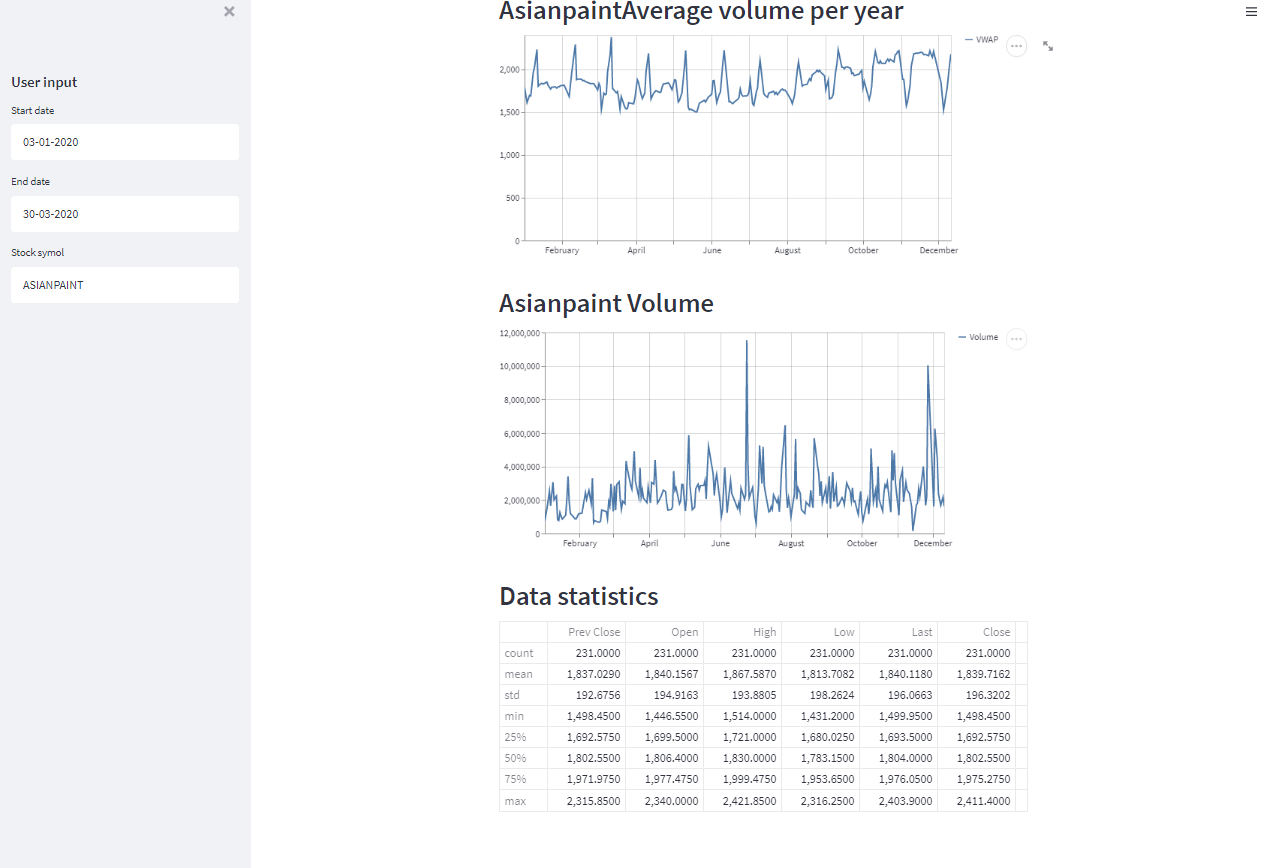 ×
User input
Start date
03-01-2020
End date
30-03-2020
Stock symol
ASIANPAINT
AsianpaintAverage volume per year
VWAP
2,000
1,500
1,000
500
0
February April June August October December
Asianpaint Volume
Volume
12,000,000
10,000,000
8,000,000
6,000,000
4,000,000
2,000,000
0
February April June August October December
Data statistics
Prev Close Open High Low Last Close
count 231.0000 231.0000 231.0000 231.0000 231.0000 231.0000
mean 1,837.0290 1,840.1567 1,867.5870 1,813.7082 1,840.1180 1,839.7162
std 192.6756 194.9163 193.8805 198.2624 196.0663 196.3202
min 1,498.4500 1,446.5500 1,514.0000 1,431.2000 1,499.9500 1,498.4500
25% 1,692.5750 1,699.5000 1,721.0000 1,680.0250 1,693.5000 1,692.5750
50% 1,802.5500 1,806.4000 1,830.0000 1,783.1500 1,804.0000 1,802.5500
75% 1,971.9750 1,977.4750 1,999.4750 1,953.6500 1,976.0500 1,975.2750
max 2,315.8500 2,340.0000 2,421.8500 2,316.2500 2,403.9000 2,411.4000